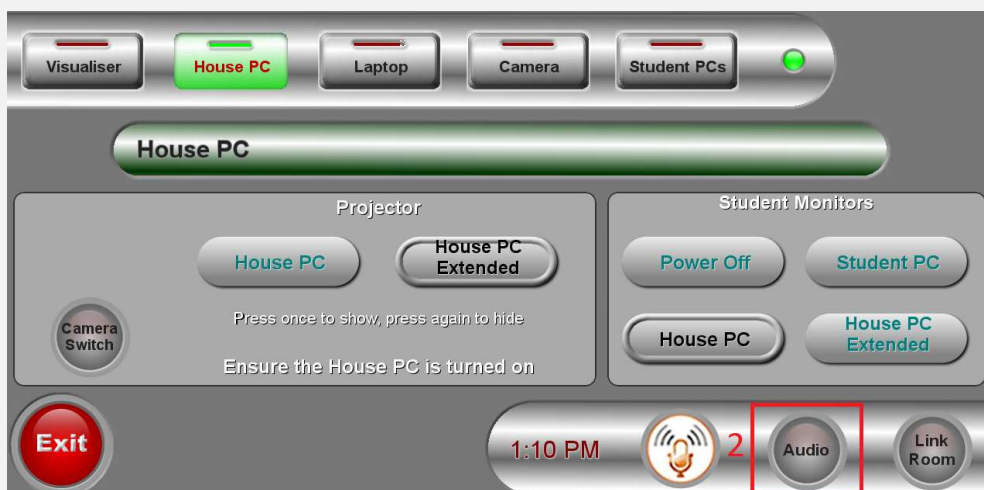 Visualiser
House PC
Laptop
Camera
Student PCs
House PC
Projector
House PC
House PC
Extended
Camera
Switch
Press once to show, press again to hide
Ensure the House PC is turned on
Student Monitors
Power Off
Student PC
House PC
House PC
Extended
Exit
1:10 PM
2
Audio
Link
Room